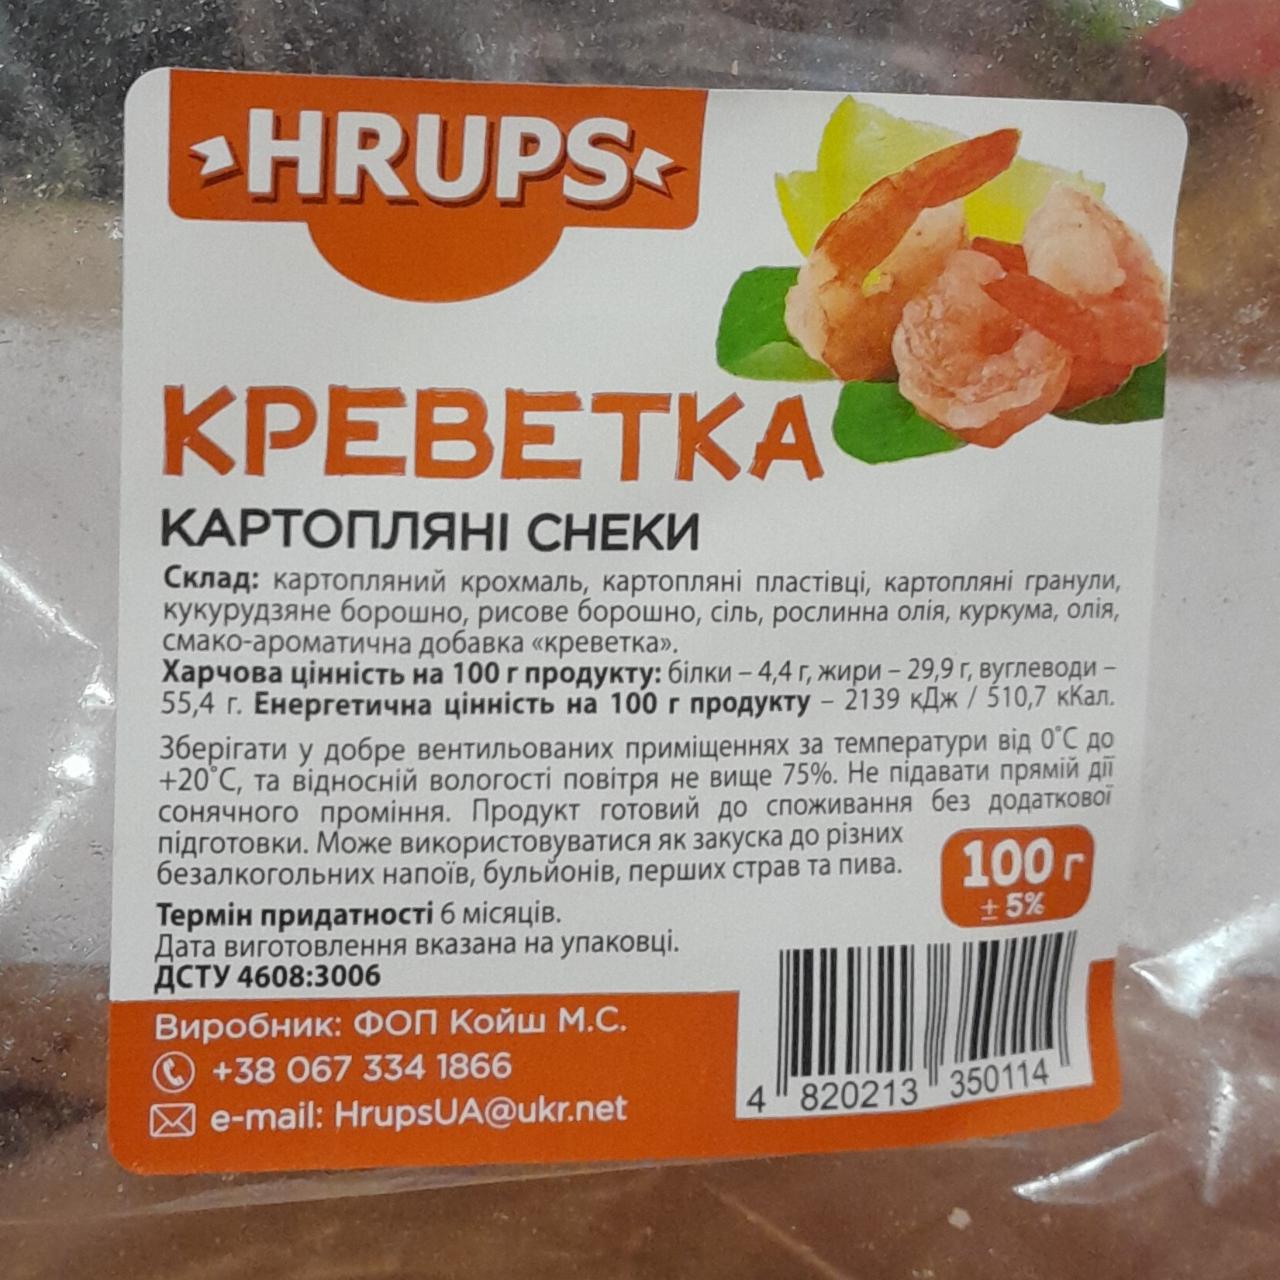 HRUPS
КРЕВЕТКА
КАРТОПЛЯНІ СНЕКИ
Склад: картопляний крохмаль, картопляні пластівці, картопляні гранули,
кукурудзяне борошно, рисове борошно, сіль, рослинна олія, куркума, олія,
смако-ароматична добавка «креветка».
Харчова цінність на 100 г продукту: білки – 4,4 г, жири – 29,9 г, вуглеводи –
55,4 г. Енергетична цінність на 100 г продукту – 2139 кДж / 510,7 кКал.
Зберігати у добре вентильованих приміщеннях за температури від 0°С до
+20°С, та відносній вологості повітря не вище 75%. Не підавати прямій дії
сонячного проміння. Продукт готовий до споживання без додаткової
підготовки. Може використовуватися як закуска до різних
безалкогольних напоїв, бульйонів, перших страв та пива.
100 г
± 5%
Термін придатності 6 місяців.
Дата виготовлення вказана на упаковці.
ДСТУ 4608:3006
Виробник: ФОП Койш М.С.
+38 067 334 1866
e-mail: HrupsUA@ukr.net
4 820213 350114